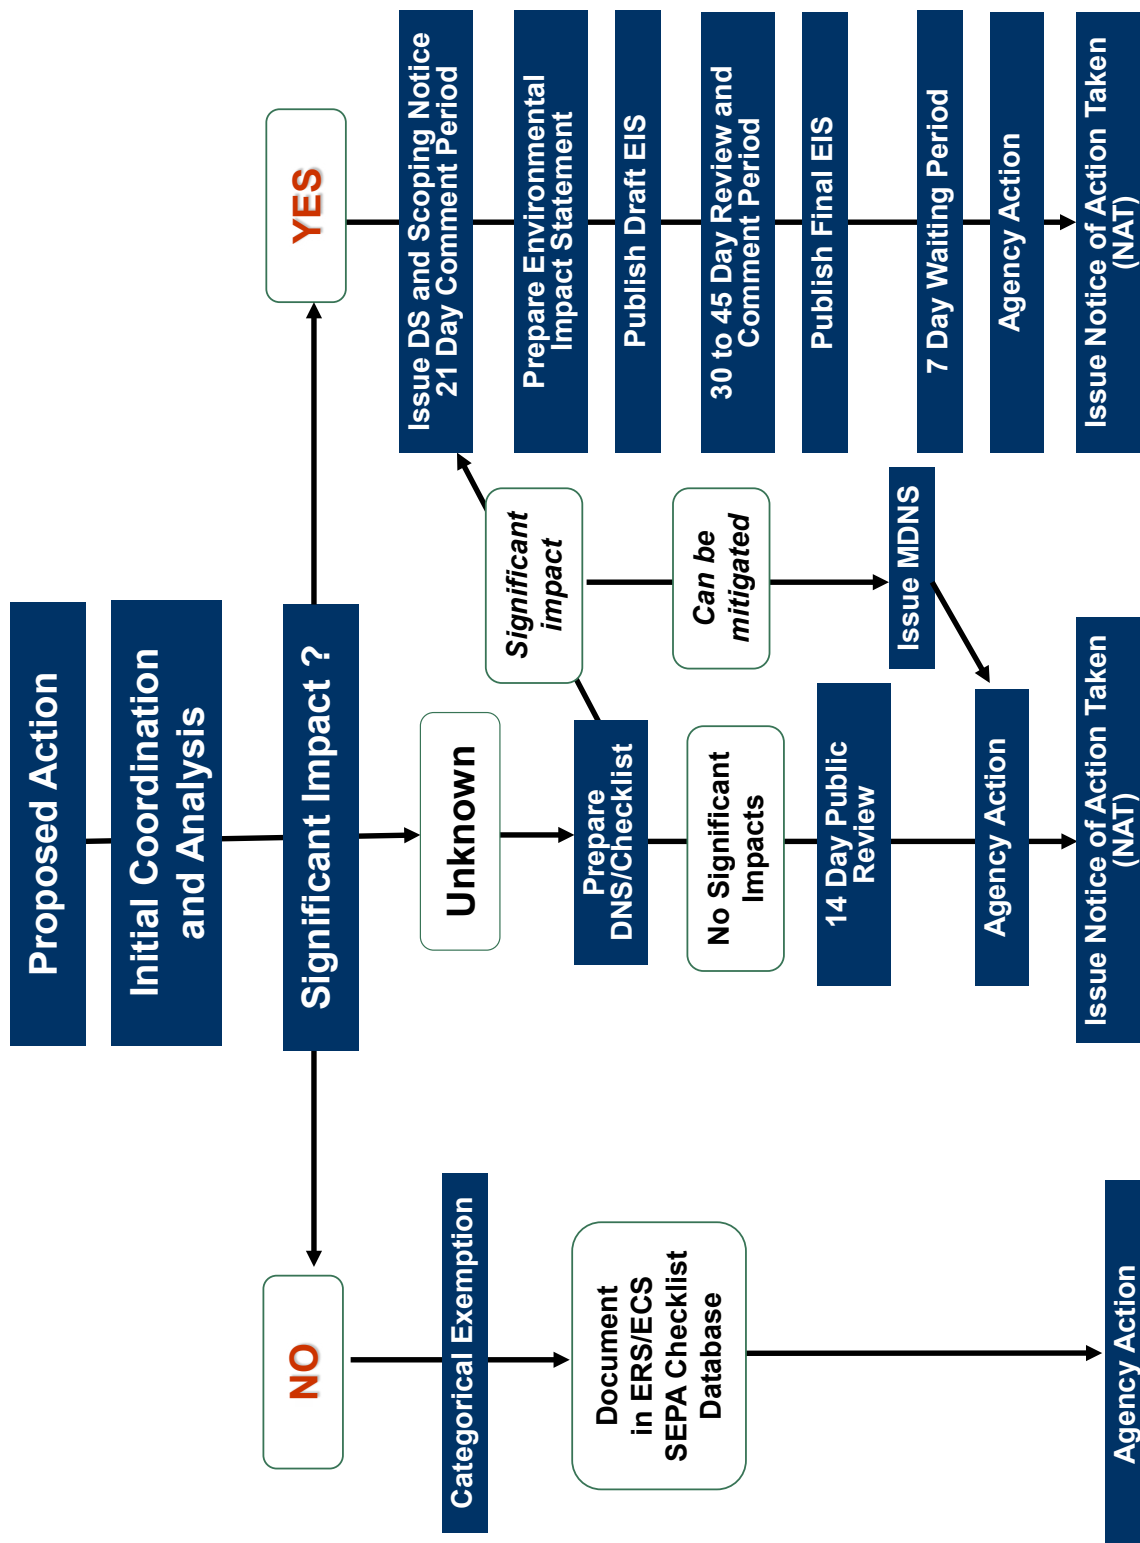 Proposed Action
Initial Coordination
and Analysis
Significant Impact ?
NO
Categorical Exemption
Document
in ERS/ECS
SEPA Checklist
Database
Agency Action
Unknown
Prepare
DNS/Checklist
No Significant
Impacts
14 Day Public
Review
Agency Action
Issue Notice of Action Taken
(NAT)
Significant
impact
Can be
mitigated
Issue MDNS
YES
Issue DS and Scoping Notice
21 Day Comment Period
Prepare Environmental
Impact Statement
Publish Draft EIS
30 to 45 Day Review and
Comment Period
Publish Final EIS
7 Day Waiting Period
Agency Action
Issue Notice of Action Taken
(NAT)